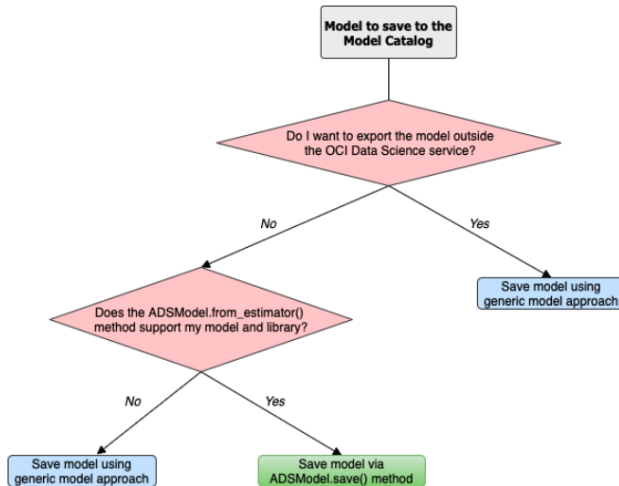 Model to save to the
Model Catalog
Do I want to export the model outside
the OCI Data Science service?
No
Yes
Save model using
generic model approach
Does the ADSModel.from_estimator()
method support my model and library?
No
Yes
Save model using
generic model approach
Save model via
ADSModel.save() method